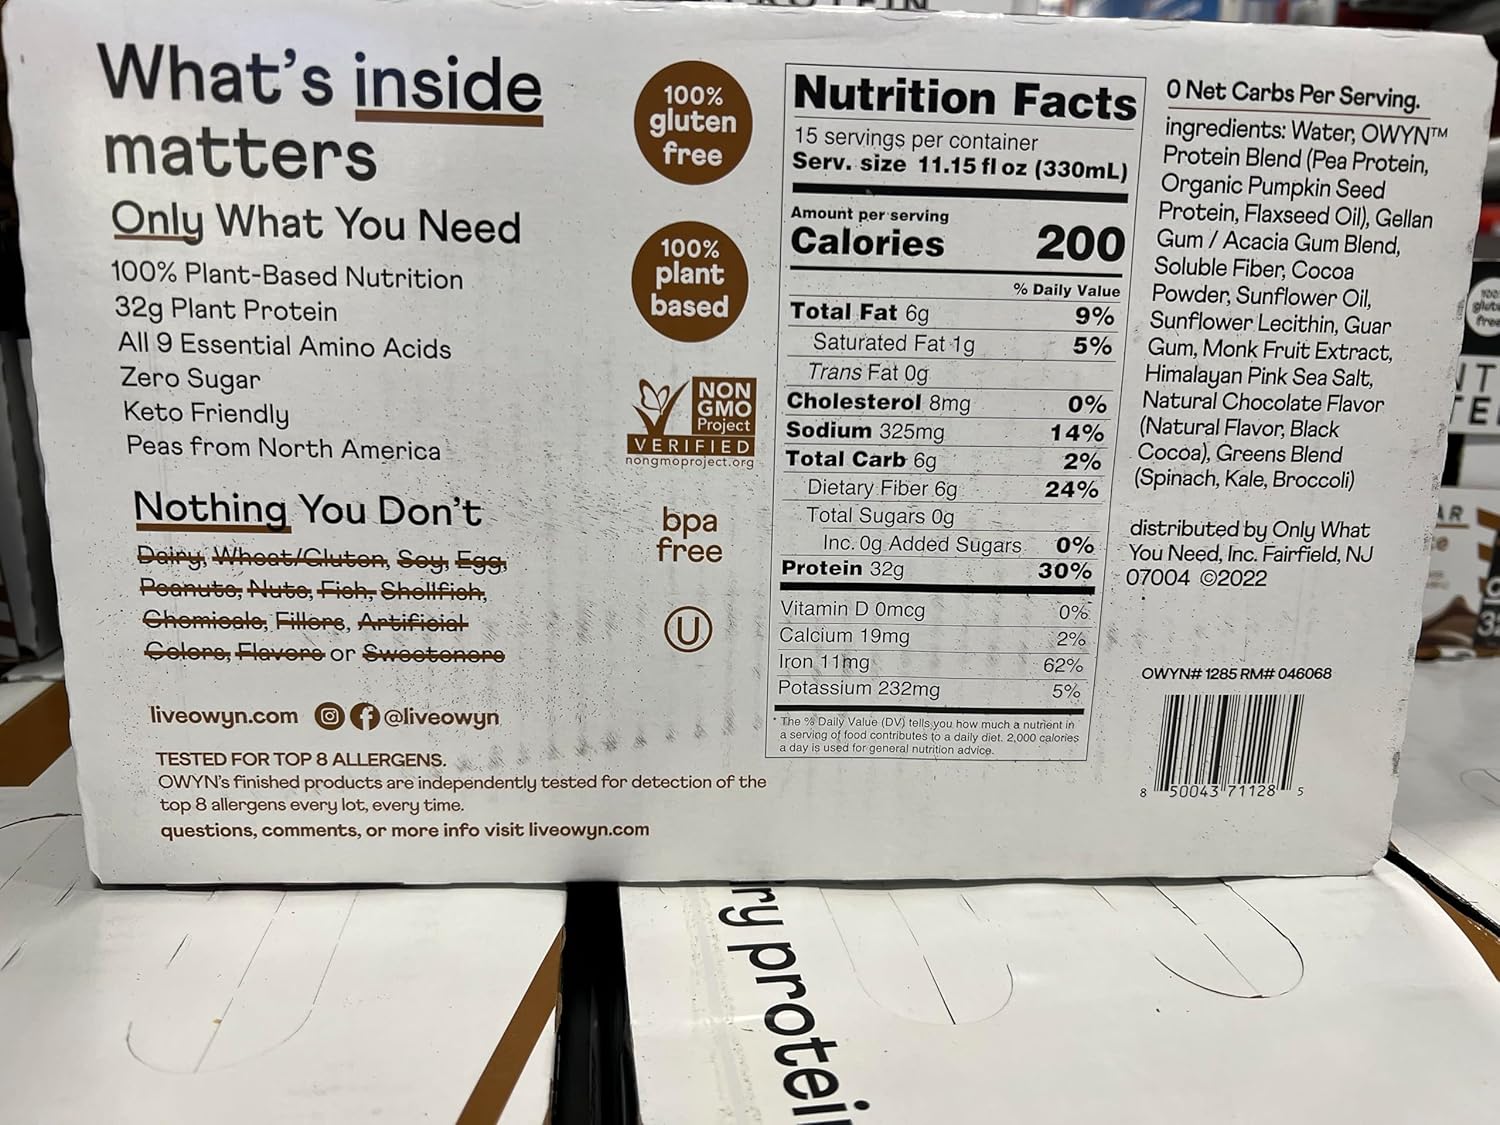 What's inside
matters
Only What You Need
100% Plant-Based Nutrition
32g Plant Protein
All 9 Essential Amino Acids
Zero Sugar
Keto Friendly
Peas from North America
Nothing You Don't
Dairy, Wheat/Gluten, Soy, Egg,
Peanuts, Nuts, Fish, Shellfish,
Chemicals, Fillers, Artificial
Colors, Flavors or Sweeteners
liveowyn.com @liveowyn
TESTED FOR TOP 8 ALLERGENS.
OWYN's finished products are independently tested for detection of the
top 8 allergens every lot, every time.
questions, comments, or more info visit liveowyn.com
100%
gluten
free
100%
plant
based
NON
GMO
Project
VERIFIED
nongmoproject.org
bpa
free
U
Nutrition Facts
15 servings per container
Serv. size 11.15 fl oz (330mL)
Amount per serving
Calories 200
% Daily Value
Total Fat 6g 9%
Saturated Fat 1g 5%
Trans Fat 0g
Cholesterol 8mg 0%
Sodium 325mg 14%
Total Carb 6g 2%
Dietary Fiber 6g 24%
Total Sugars 0g
Inc. 0g Added Sugars 0%
Protein 32g 30%
Vitamin D 0mcg 0%
Calcium 19mg 2%
Iron 11mg 62%
Potassium 232mg 5%
* The % Daily Value (DV) tells you how much a nutrient in
a serving of food contributes to a daily diet. 2,000 calories
a day is used for general nutrition advice.
0 Net Carbs Per Serving.
ingredients: Water, OWYN™
Protein Blend (Pea Protein,
Organic Pumpkin Seed
Protein, Flaxseed Oil), Gellan
Gum / Acacia Gum Blend,
Soluble Fiber, Cocoa
Powder, Sunflower Oil,
Sunflower Lecithin, Guar
Gum, Monk Fruit Extract,
Himalayan Pink Sea Salt,
Natural Chocolate Flavor
(Natural Flavor, Black
Cocoa), Greens Blend
(Spinach, Kale, Broccoli)
distributed by Only What
You Need, Inc. Fairfield, NJ
07004 ©2022
OWYN# 1285 RM# 046068
8 50043 71128 5
ry protei